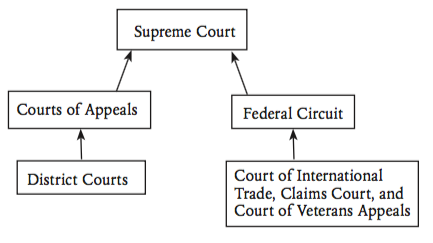 Supreme Court
Courts of Appeals
Federal Circuit
District Courts
Court of International
Trade, Claims Court, and
Court of Veterans Appeals